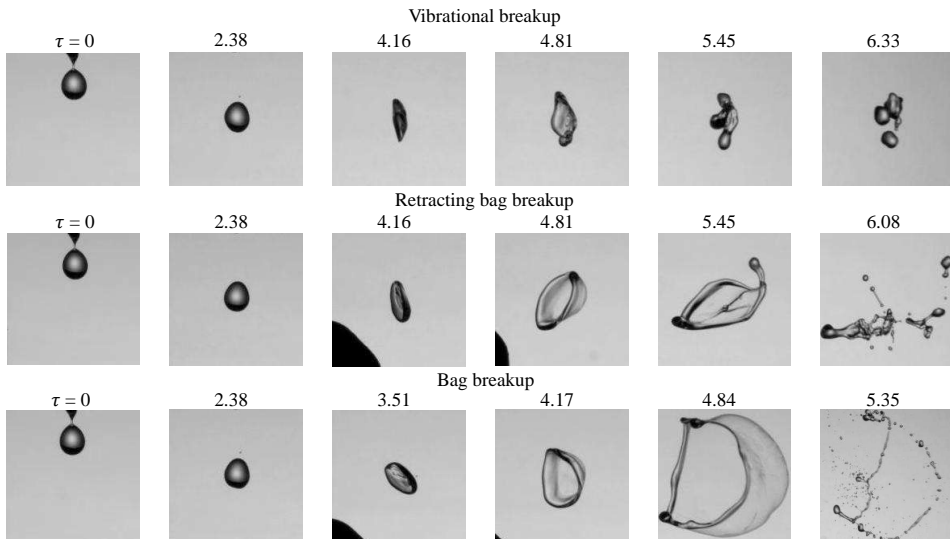 Vibrational breakup
τ = 0 2.38 4.16 4.81 5.45 6.33
Retracting bag breakup
τ = 0 2.38 4.16 4.81 5.45 6.08
Bag breakup
τ = 0 2.38 3.51 4.17 4.84 5.35